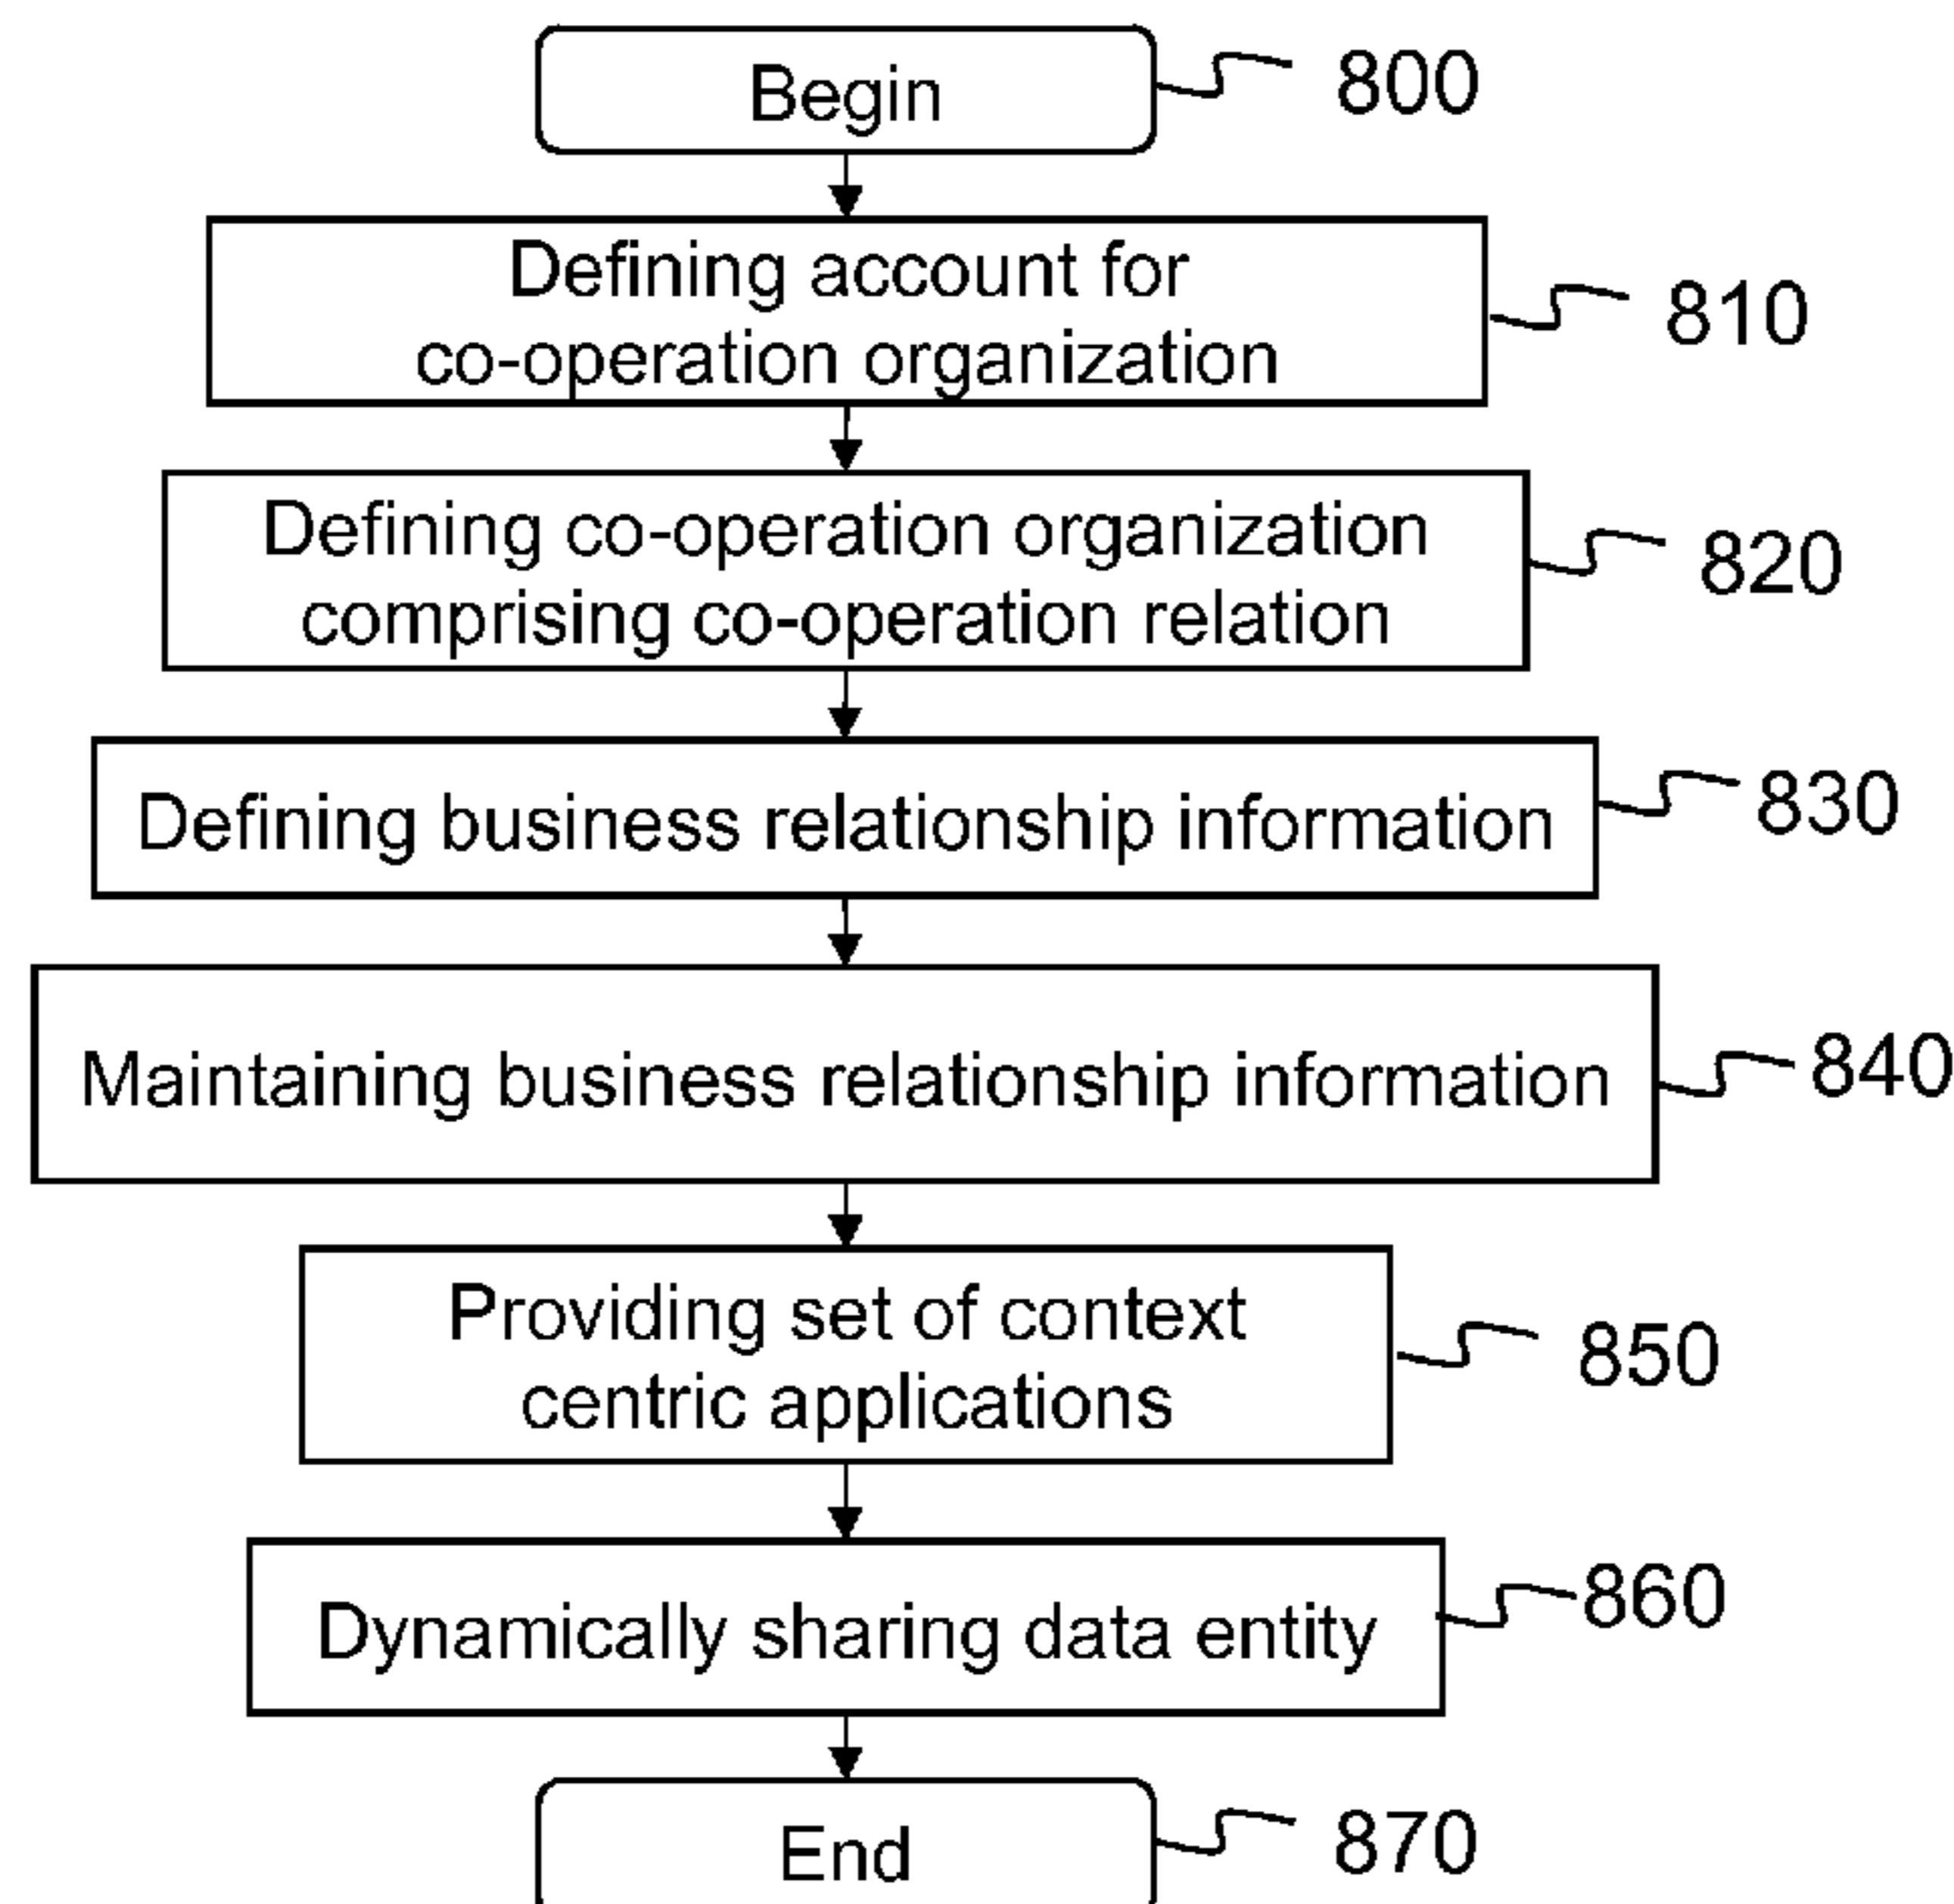 Begin
800
Defining account for
co-operation organization
810
Defining co-operation organization
comprising co-operation relation
820
Defining business relationship information
830
Maintaining business relationship information
840
Providing set of context
centric applications
850
Dynamically sharing data entity
860
End
870